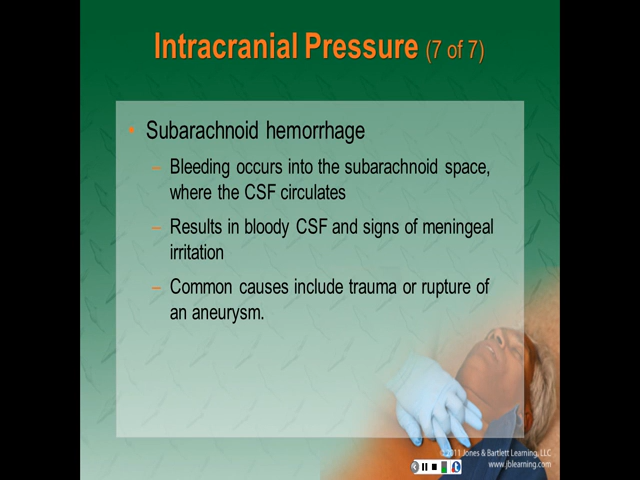 Intracranial Pressure (7 of 7)
• Subarachnoid hemorrhage
– Bleeding occurs into the subarachnoid space,
where the CSF circulates
– Results in bloody CSF and signs of meningeal
irritation
– Common causes include trauma or rupture of
an aneurysm.
© 2011 Jones & Bartlett Learning, LLC
www.jblearning.com